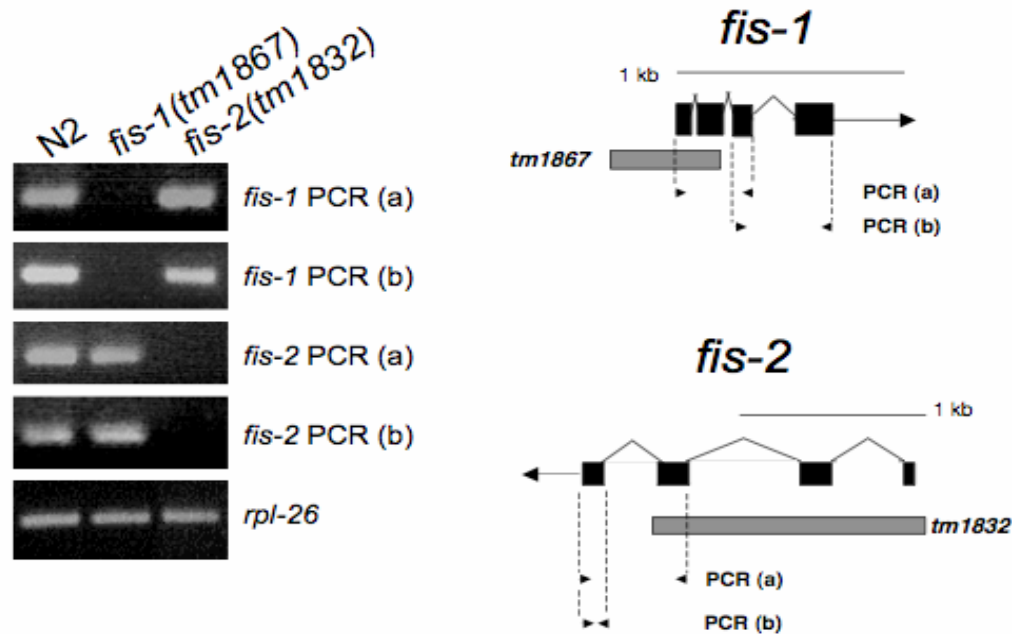 N2
fis-1(tm1867)
fis-2(tm1832)
fis-1 PCR (a)
fis-1 PCR (b)
fis-2 PCR (a)
fis-2 PCR (b)
rpl-26
fis-1
1 kb
tm1867
PCR (a)
PCR (b)
fis-2
1 kb
tm1832
PCR (a)
PCR (b)